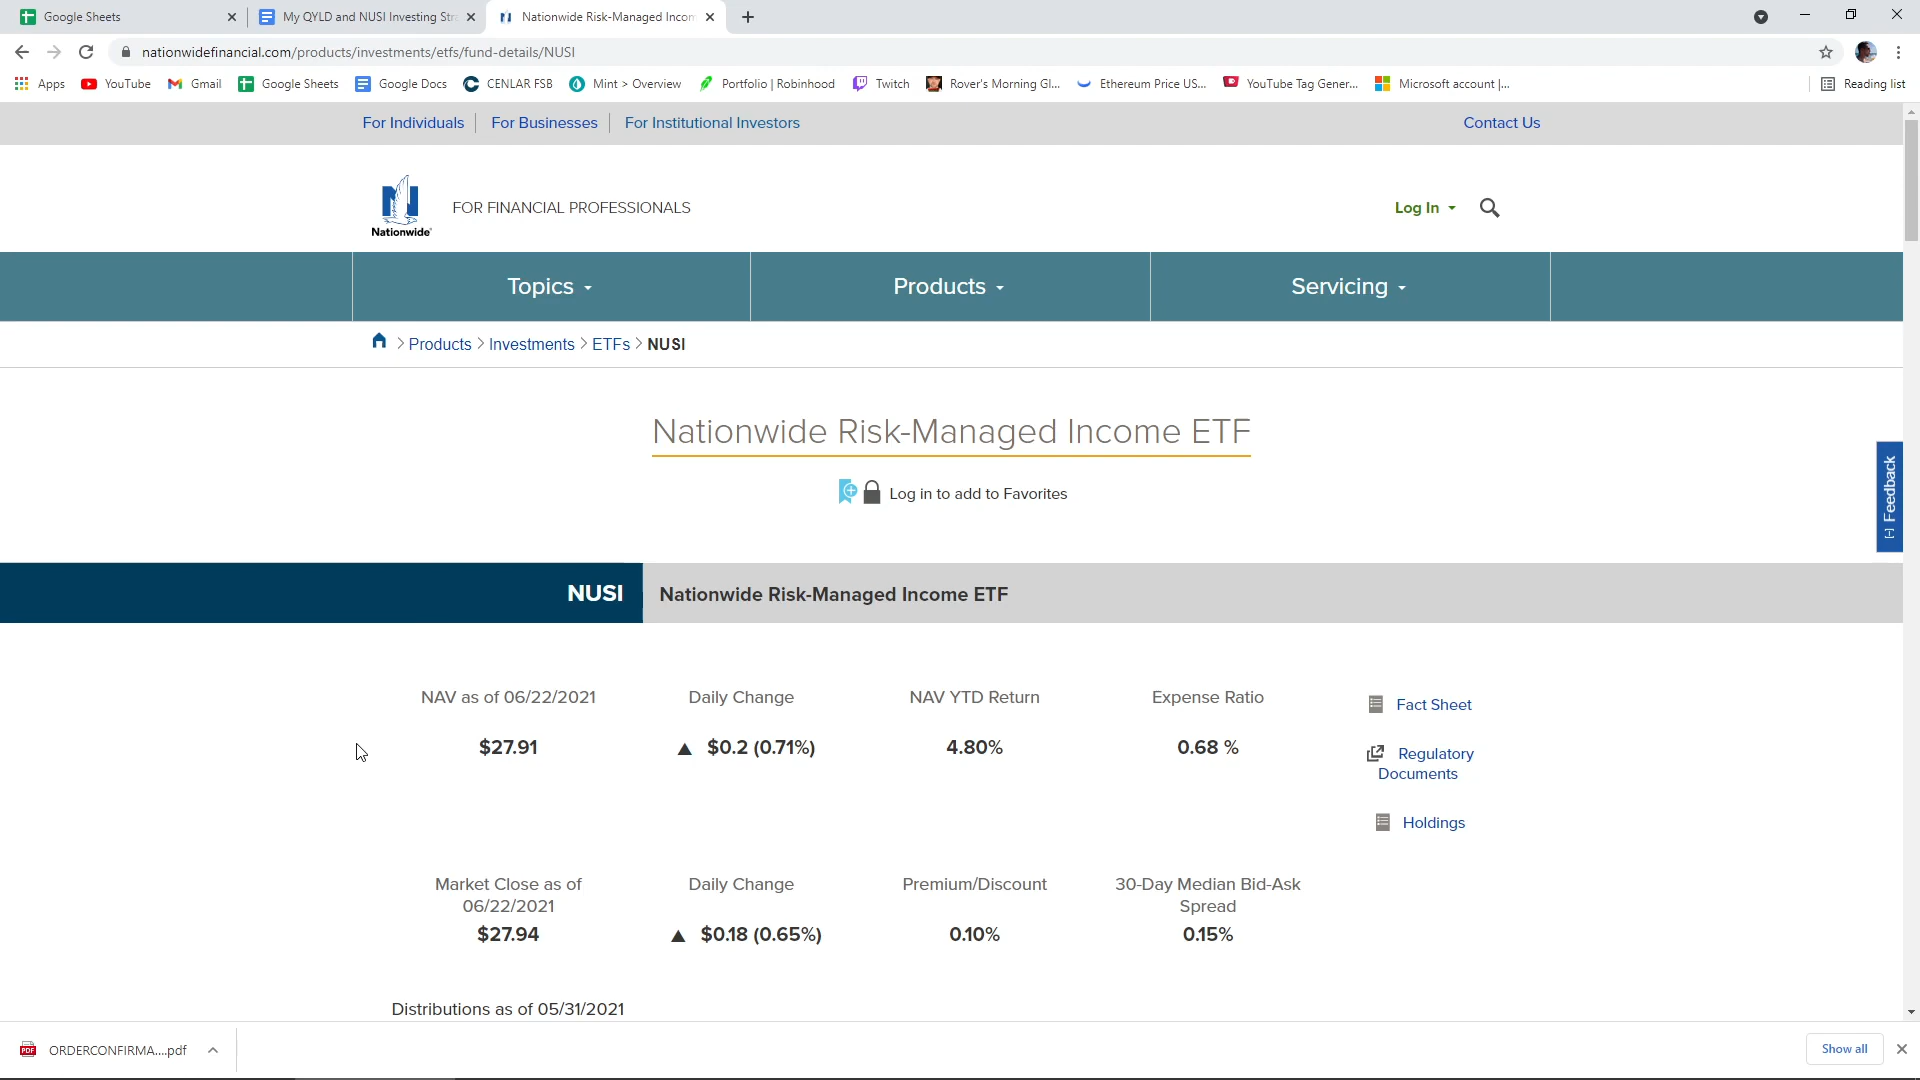 Google Sheets
My QYLD and NUSI Investing Stra
Nationwide Risk-Managed Incom
nationwidefinancial.com/products/investments/etfs/fund-details/NUSI
Apps YouTube Gmail Google Sheets Google Docs CENLAR FSB Mint > Overview Portfolio | Robinhood Twitch Rover's Morning Gl... Ethereum Price US... YouTube Tag Gener... Microsoft account |... Reading list
For Individuals For Businesses For Institutional Investors Contact Us
Nationwide®
FOR FINANCIAL PROFESSIONALS
Log In
Topics Products Servicing
> Products > Investments > ETFs > NUSI
Nationwide Risk-Managed Income ETF
Log in to add to Favorites
[-] Feedback
NUSI Nationwide Risk-Managed Income ETF
NAV as of 06/22/2021 Daily Change NAV YTD Return Expense Ratio
$27.91 ▲ $0.2 (0.71%) 4.80% 0.68 %
Fact Sheet
Regulatory
Documents
Holdings
Market Close as of
06/22/2021
$27.94
Daily Change
▲ $0.18 (0.65%)
Premium/Discount
0.10%
30-Day Median Bid-Ask
Spread
0.15%
Distributions as of 05/31/2021
PDF ORDERCONFIRMA....pdf
Show all